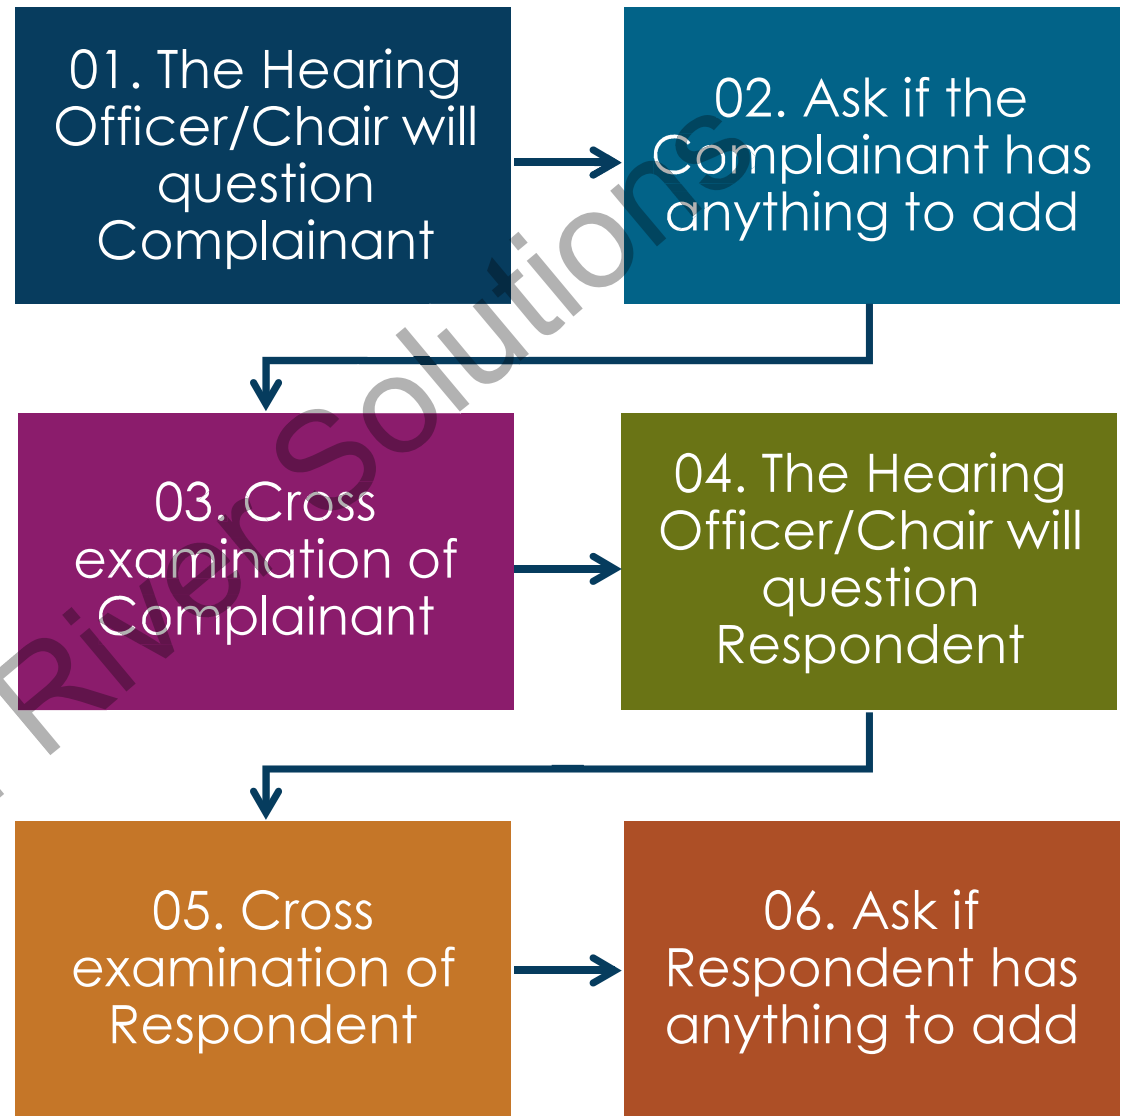 01. The Hearing
Officer/Chair will
question
Complainant
02. Ask if the
Complainant has
anything to add
03. Cross
examination of
Complainant
04. The Hearing
Officer/Chair will
question
Respondent
05. Cross
examination of
Respondent
06. Ask if
Respondent has
anything to add
River Solutions